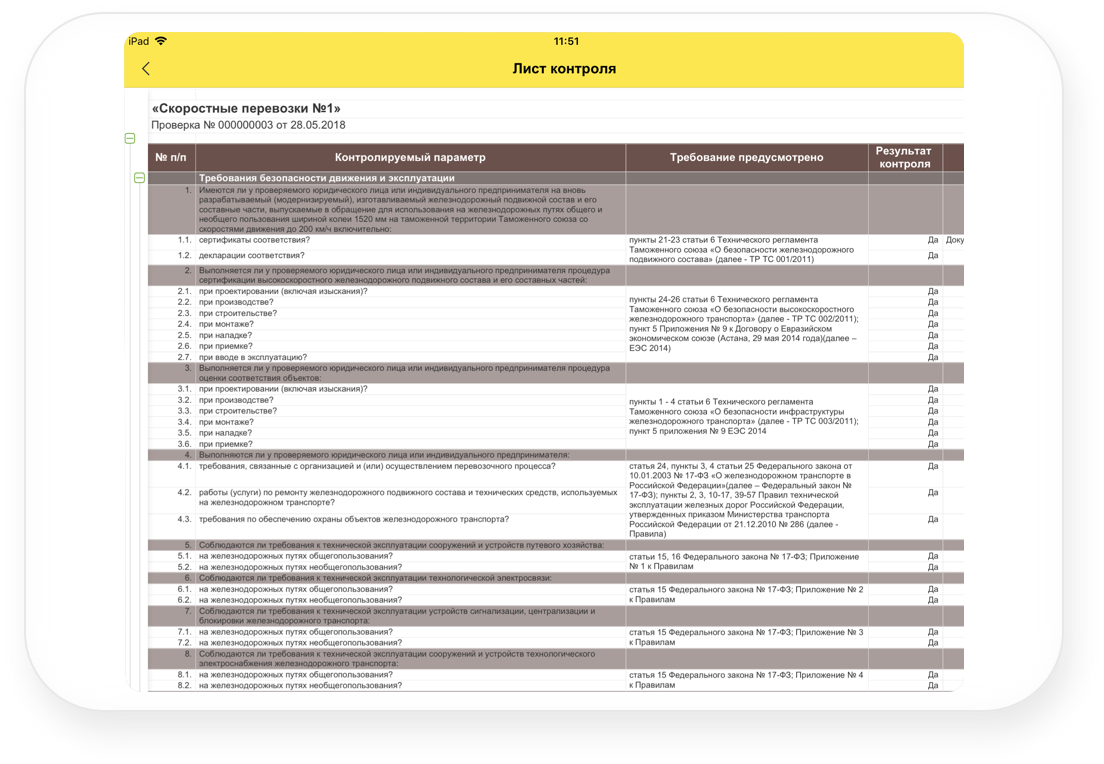 iPad
11:51
Лист контроля
«Скоростные перевозки №1»
Проверка № 000000003 от 28.05.2018
№ п/п
Контролируемый параметр
Требование предусмотрено
Результат
контроля
Требования безопасности движения и эксплуатации
1. Имеются ли у проверяемого юридического лица или индивидуального предпринимателя на вновь
разрабатываемый (модернизируемый), изготавливаемый железнодорожный подвижной состав и его
составные части, выпускаемые в обращение для использования на железнодорожных путях общего и
необщего пользования шириной колеи 1520 мм на таможенной территории Таможенного союза со
скоростями движения до 200 км/ч включительно:
1.1. сертификаты соответствия?
Да
Доку
1.2. декларации соответствия?
Да
пункты 21-23 статьи 6 Технического регламента
Таможенного союза «О безопасности железнодорожного
подвижного состава» (далее - ТР ТС 001/2011)
2. Выполняется ли у проверяемого юридического лица или индивидуального предпринимателя процедура
сертификации высокоскоростного железнодорожного подвижного состава и его составных частей:
2.1. при проектировании (включая изыскания)?
Да
2.2. при производстве?
Да
2.3. при строительстве?
Да
2.4. при монтаже?
Да
2.5. при наладке?
Да
2.6. при приемке?
Да
2.7. при вводе в эксплуатацию?
Да
пункты 24-26 статьи 6 Технического регламента
Таможенного союза «О безопасности высокоскоростного
железнодорожного транспорта» (далее - ТР ТС 002/2011);
пункт 5 Приложения № 9 к Договору о Евразийском
экономическом союзе (Астана, 29 мая 2014 года)(далее –
ЕЭС 2014)
3. Выполняется ли у проверяемого юридического лица или индивидуального предпринимателя процедура
оценки соответствия объектов:
3.1. при проектировании (включая изыскания)?
Да
3.2. при производстве?
Да
3.3. при строительстве?
Да
3.4. при монтаже?
Да
3.5. при наладке?
Да
3.6. при приемке?
Да
пункты 1 - 4 статьи 6 Технического регламента
Таможенного союза «О безопасности инфраструктуры
железнодорожного транспорта» (далее - ТР ТС 003/2011);
пункт 5 приложения № 9 ЕЭС 2014
4. Выполняются ли у проверяемого юридического лица или индивидуального предпринимателя:
4.1. требования, связанные с организацией и (или) осуществлением перевозочного процесса?
Да
4.2. работы (услуги) по ремонту железнодорожного подвижного состава и технических средств, используемых
на железнодорожном транспорте?
Да
4.3. требования по обеспечению охраны объектов железнодорожного транспорта?
Да
статья 24, пункты 3, 4 статьи 25 Федерального закона от
10.01.2003 № 17-ФЗ «О железнодорожном транспорте в
Российской Федерации»(далее – Федеральный закон №
17-ФЗ); пункты 2, 3, 10-17, 39-57 Правил технической
эксплуатации железных дорог Российской Федерации,
утвержденных приказом Министерства транспорта
Российской Федерации от 21.12.2010 № 286 (далее -
Правила)
5. Соблюдаются ли требования к технической эксплуатации сооружений и устройств путевого хозяйства:
5.1. на железнодорожных путях общегопользования?
Да
5.2. на железнодорожных путях необщегопользования?
Да
статьи 15, 16 Федерального закона № 17-ФЗ; Приложение
№ 1 к Правилам
6. Соблюдаются ли требования к технической эксплуатации технологической электросвязи:
6.1. на железнодорожных путях общегопользования?
Да
6.2. на железнодорожных путях необщегопользования?
Да
статья 15 Федерального закона № 17-ФЗ; Приложение № 2
к Правилам
7. Соблюдаются ли требования к технической эксплуатации устройств сигнализации, централизации и
блокировки железнодорожного транспорта:
7.1. на железнодорожных путях общегопользования?
Да
7.2. на железнодорожных путях необщегопользования?
Да
статья 15 Федерального закона № 17-ФЗ; Приложение № 3
к Правилам
8. Соблюдаются ли требования к технической эксплуатации сооружений и устройств технологического
электроснабжения железнодорожного транспорта:
8.1. на железнодорожных путях общегопользования?
Да
8.2. на железнодорожных путях необщегопользования?
Да
статья 15 Федерального закона № 17-ФЗ; Приложение № 4
к Правилам